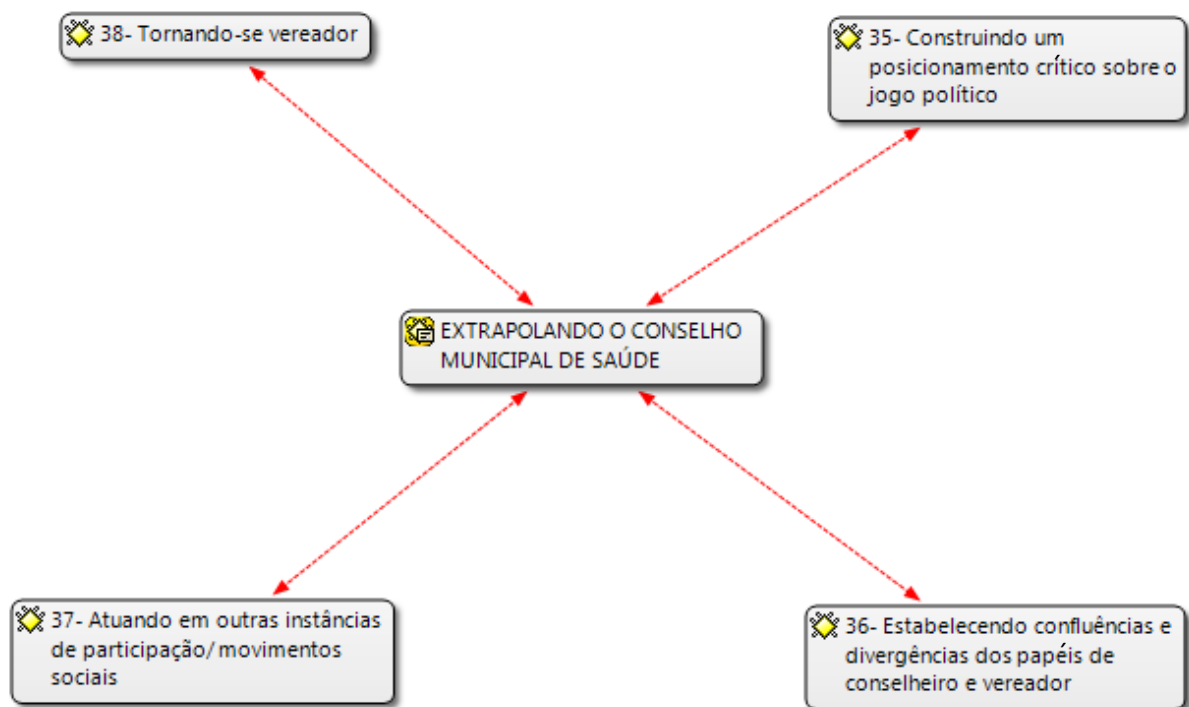 38- Tornando-se vereador
35- Construindo um
posicionamento crítico sobre o
jogo político
EXTRAPOLANDO O CONSELHO
MUNICIPAL DE SAÚDE
37- Atuando em outras instâncias
de participação/ movimentos
sociais
36- Estabelecendo confluências e
divergências dos papéis de
conselheiro e vereador